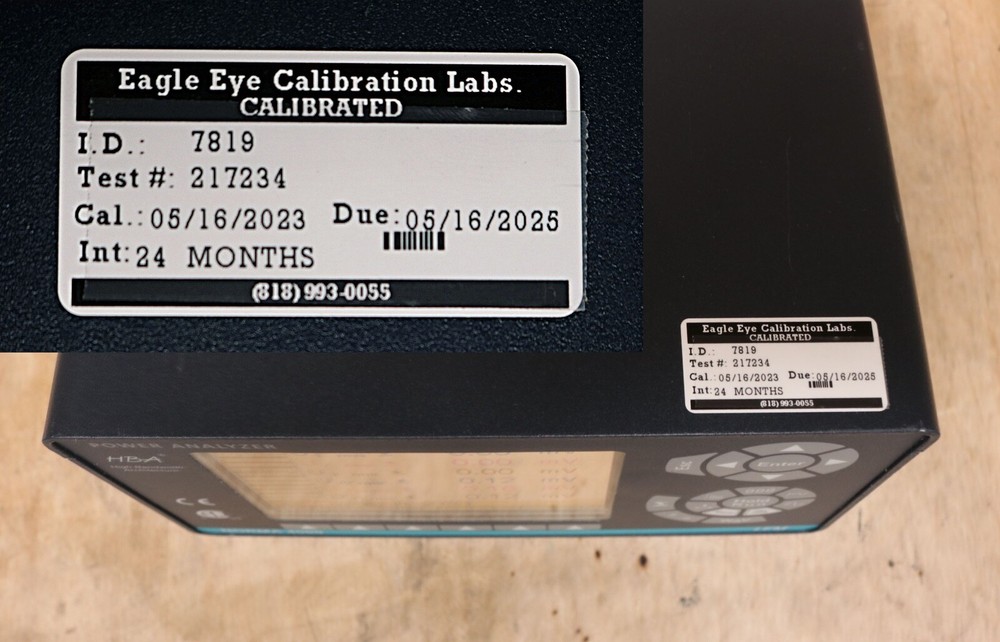 Eagle Eye Calibration Labs.
CALIBRATED
I.D.: 7819
Test #: 217234
Cal.: 05/16/2023 Due: 05/16/2025
Int: 24 MONTHS
(818) 993-0055
Eagle Eye Calibration Labs.
CALIBRATED
I.D.: 7819
Test #: 217234
Cal.: 05/16/2023 Due: 05/16/2025
Int: 24 MONTHS
(818) 993-0055
POWER ANALYZER
HBA
Esc
Enter